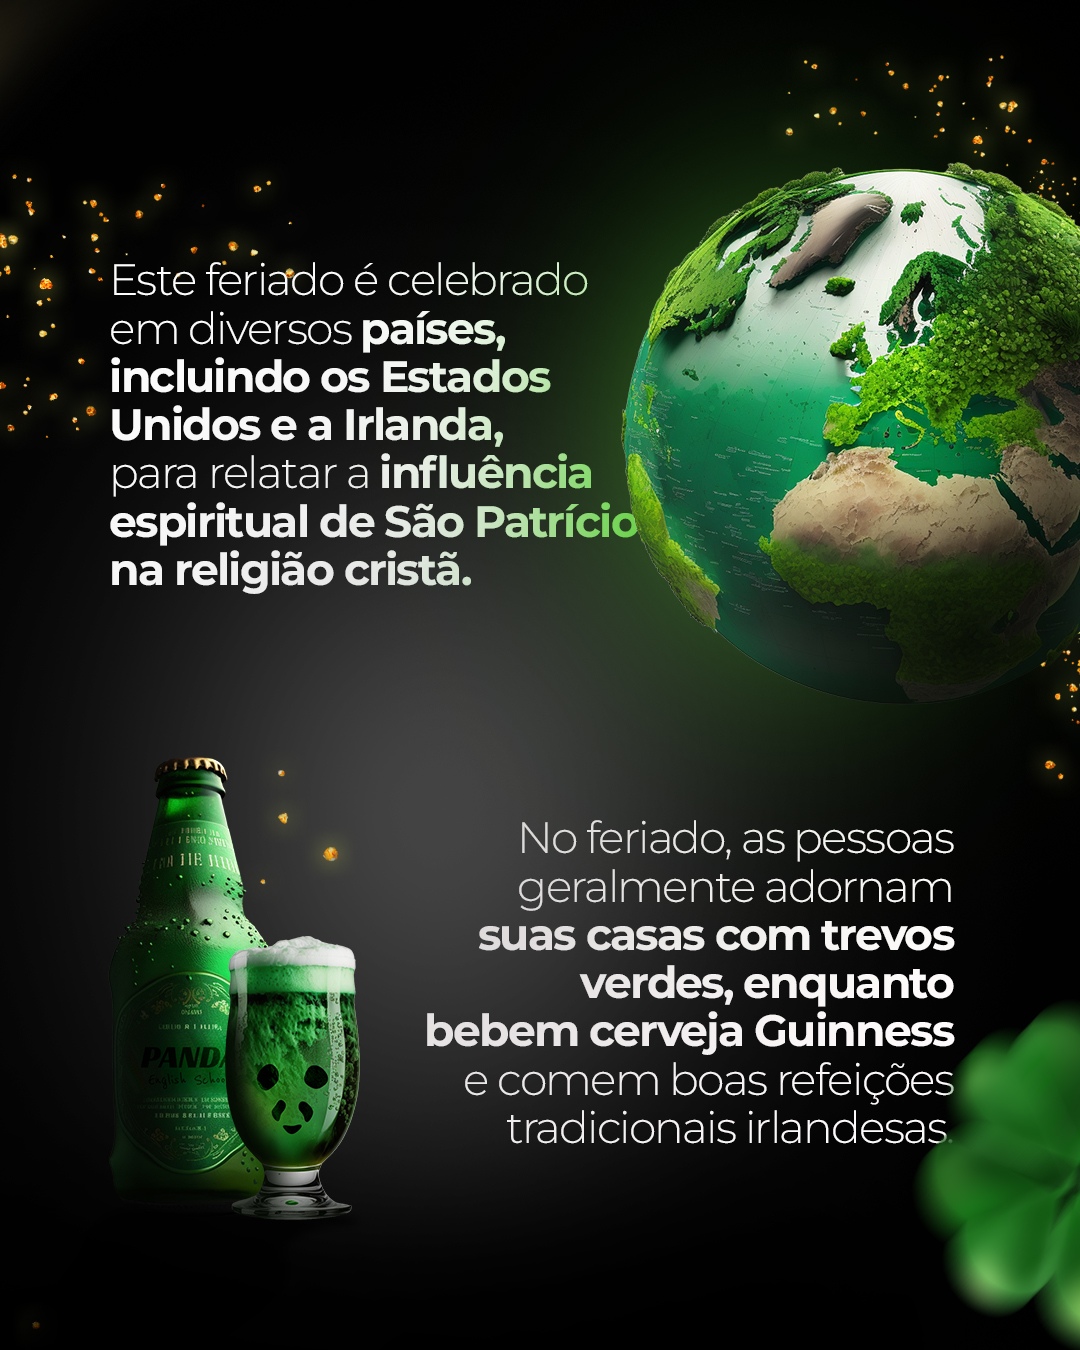 Este feriado é celebrado
em diversos países,
incluindo os Estados
Unidos e a Irlanda,
para relatar a influência
espiritual de São Patrício
na religião cristã.
No feriado, as pessoas
geralmente adornam
suas casas com trevos
verdes, enquanto
bebem cerveja Guinness
e comem boas refeições
tradicionais irlandesas.
PANDA
English School